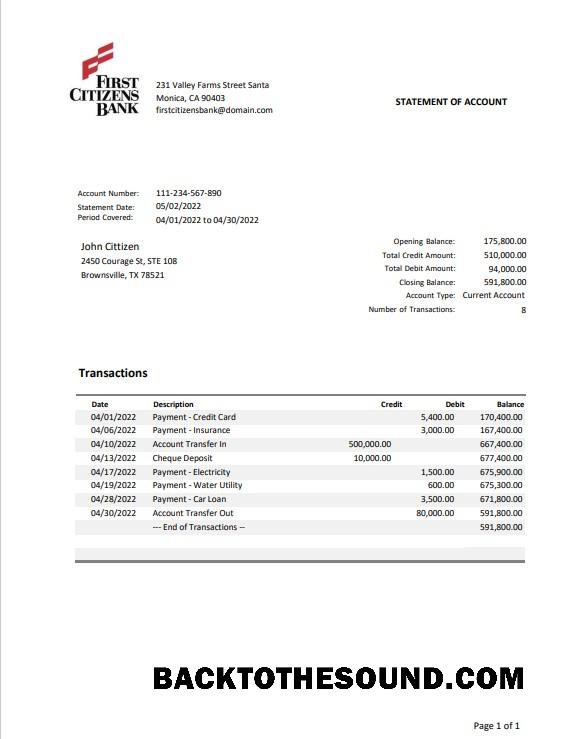 FIRST
CITIZENS
BANK
231 Valley Farms Street Santa
Monica, CA 90403
firstcitizensbank@domain.com
STATEMENT OF ACCOUNT
Account Number: 111-234-567-890
Statement Date: 05/02/2022
Period Covered: 04/01/2022 to 04/30/2022
John Cittizen
2450 Courage St, STE 108
Brownsville, TX 78521
Opening Balance: 175,800.00
Total Credit Amount: 510,000.00
Total Debit Amount: 94,000.00
Closing Balance: 591,800.00
Account Type: Current Account
Number of Transactions: 8
Transactions
Date Description Credit Debit Balance
04/01/2022 Payment - Credit Card 5,400.00 170,400.00
04/06/2022 Payment - Insurance 3,000.00 167,400.00
04/10/2022 Account Transfer In 500,000.00 667,400.00
04/13/2022 Cheque Deposit 10,000.00 677,400.00
04/17/2022 Payment - Electricity 1,500.00 675,900.00
04/19/2022 Payment - Water Utility 600.00 675,300.00
04/28/2022 Payment - Car Loan 3,500.00 671,800.00
04/30/2022 Account Transfer Out 80,000.00 591,800.00
--- End of Transactions -- 591,800.00
BACKTOTHESOUND.COM
Page 1 of 1